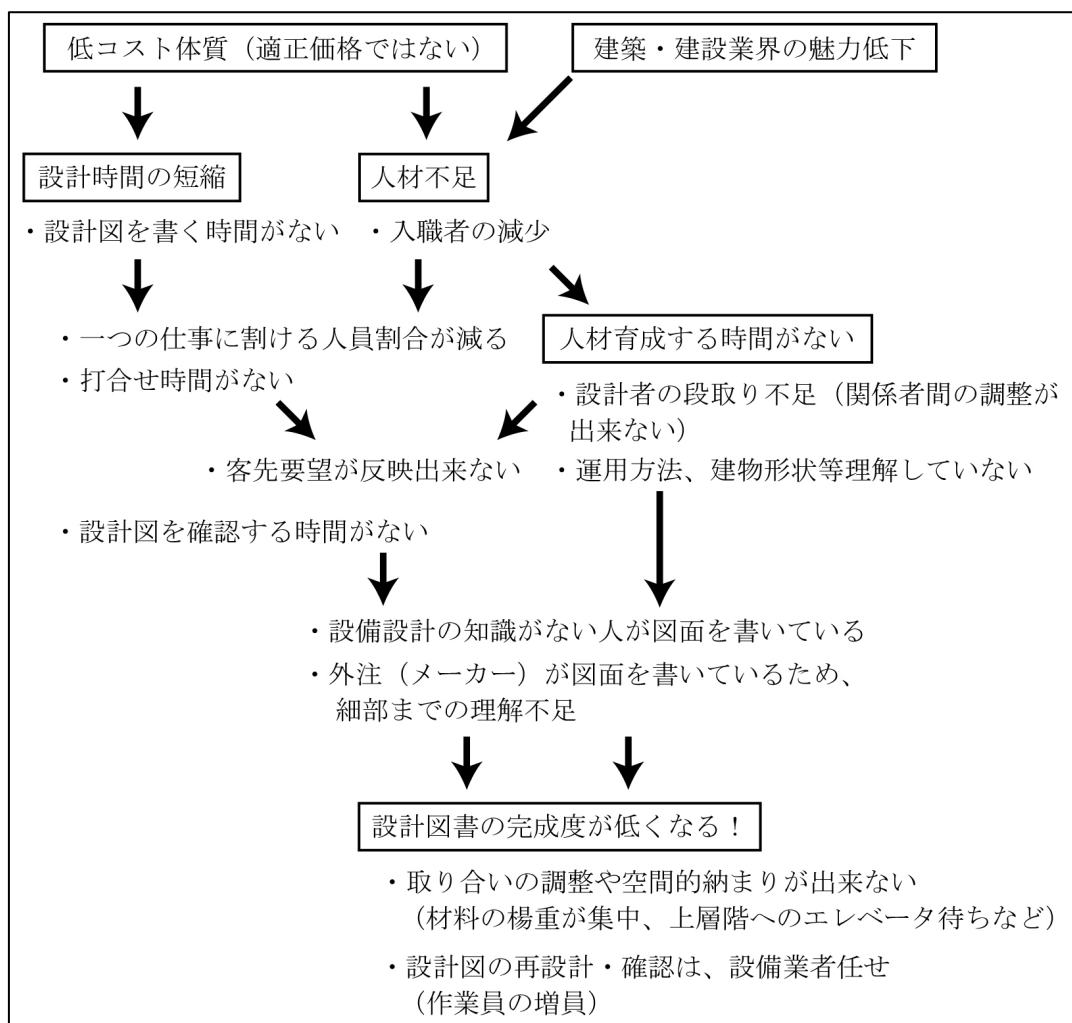 低コスト体質（適正価格ではない）
建築・建設業界の魅力低下
設計時間の短縮
人材不足
・設計図を書く時間がない
・入職者の減少
・一つの仕事に割ける人員割合が減る
・打合せ時間がない
人材育成する時間がない
・設計者の段取り不足（関係者間の調整が
出来ない）
・運用方法、建物形状等理解していない
・客先要望が反映出来ない
・設計図を確認する時間がない
・設備設計の知識がない人が図面を書いている
・外注（メーカー）が図面を書いているため、
細部までの理解不足
設計図書の完成度が低くなる！
・取り合いの調整や空間的納まりが出来ない
（材料の楊重が集中、上層階へのエレベータ待ちなど）
・設計図の再設計・確認は、設備業者任せ
（作業員の増員）